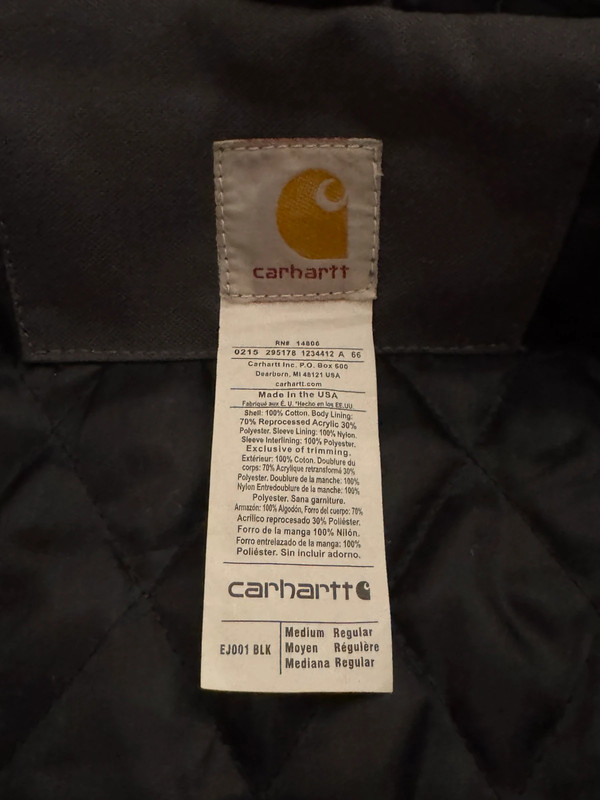 carhartt
RN# 14806
0215 295178 1234412 A 66
Carhartt Inc. P.O. Box 600
Dearborn, MI 48121 USA
carhartt.com
Made in the USA
Fabriqué aux É. U. *Hecho en los EE.UU.
Shell: 100% Cotton. Body Lining:
70% Reprocessed Acrylic 30%
Polyester. Sleeve Lining: 100% Nylon.
Sleeve Interlining: 100% Polyester.
Exclusive of trimming.
Extérieur: 100% Coton. Doublure du
corps: 70% Acrylique retransformé 30%
Polyester. Doublure de la manche: 100%
Nylon Entredoublure de la manche: 100%
Polyester. Sana garniture.
Armazón: 100% Algodón, Forro del cuerpo: 70%
Acrílico reprocesado 30% Poliéster.
Forro de la manga 100% Nilón.
Forro entrelazado de la manga: 100%
Poliéster. Sin incluir adorno.
carhartt
EJ001 BLK
Medium Regular
Moyen Régulère
Mediana Regular